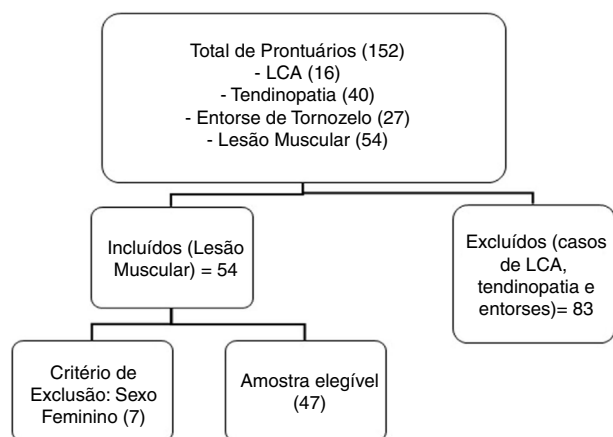 Total de Prontuários (152)
- LCA (16)
- Tendinopatia (40)
- Entorse de Tornozelo (27)
- Lesão Muscular (54)
Incluídos (Lesão
Muscular) = 54
Excluídos (casos
de LCA,
tendinopatia e
entorses)= 83
Critério de
Exclusão: Sexo
Feminino (7)
Amostra elegível
(47)